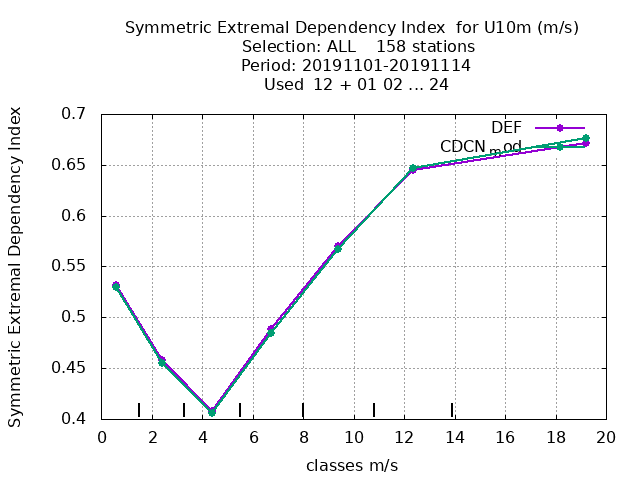 Symmetric Extremal Dependency Index for U10m (m/s)
Selection: ALL 158 stations
Period: 20191101-20191114
Used 12 + 01 02 ... 24
Symmetric Extremal Dependency Index
0.7
0.65
0.6
0.55
0.5
0.45
0.4
DEF
CDCN mod
0 2 4 6 8 10 12 14 16 18 20
classes m/s